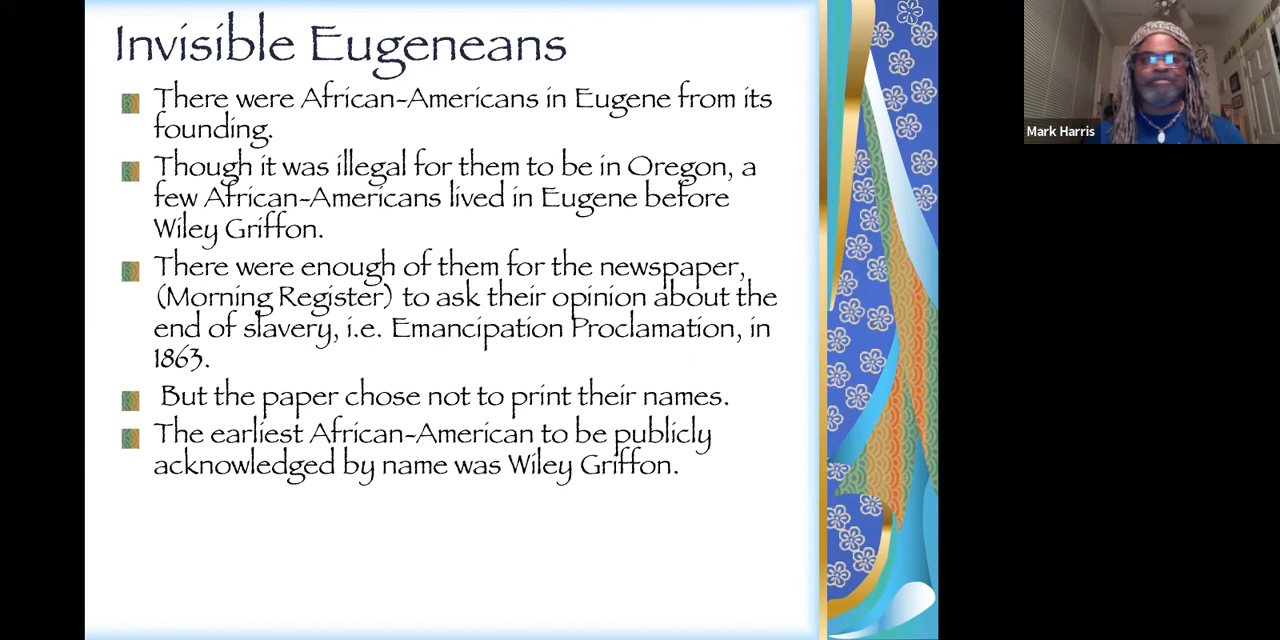 Invisible Eugeneans
There were African-Americans in Eugene from its
founding.
Though it was illegal for them to be in Oregon, a
few African-Americans lived in Eugene before
Wiley Griffon.
There were enough of them for the newspaper,
(Morning Register) to ask their opinion about the
end of slavery, i.e. Emancipation Proclamation, in
1863.
But the paper chose not to print their names.
The earliest African-American to be publicly
acknowledged by name was Wiley Griffon.
Mark Harris